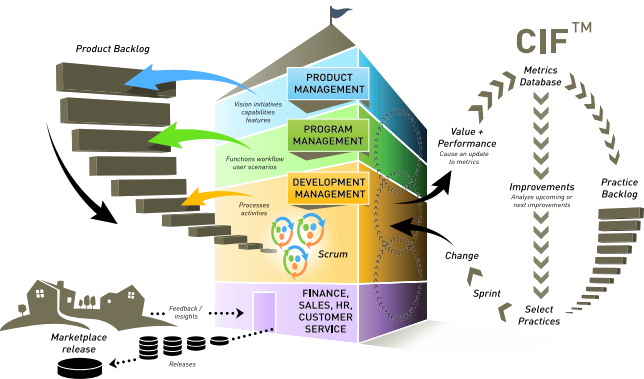 Product Backlog
CIF™
PRODUCT
MANAGEMENT
Vision initiatives
capabilities
features
PROGRAM
MANAGEMENT
Functions workflow
user scenarios
DEVELOPMENT
MANAGEMENT
Processes
activities
Scrum
FINANCE,
SALES, HR,
CUSTOMER
SERVICE
Feedback /
insights
Marketplace
release
Releases
Metrics
Database
Value +
Performance
Cause an update
to metrics
Improvements
Analyze upcoming or
next improvements
Practice
Backlog
Change
Sprint
Select
Practices